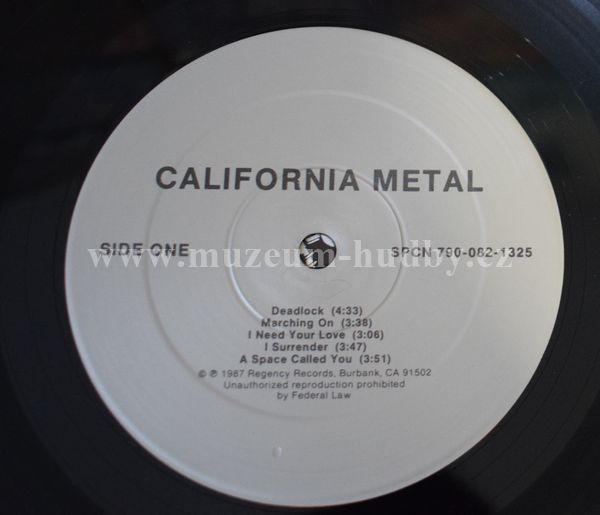 CALIFORNIA METAL
SIDE ONE
SPCN 790-082-1325
www.muzeum-hudby.cz
Deadlock (4:33)
Marching On (3:38)
I Need Your Love (3:06)
I Surrender (3:47)
A Space Called You (3:51)
© ℗ 1987 Regency Records, Burbank, CA 91502
Unauthorized reproduction prohibited
by Federal Law